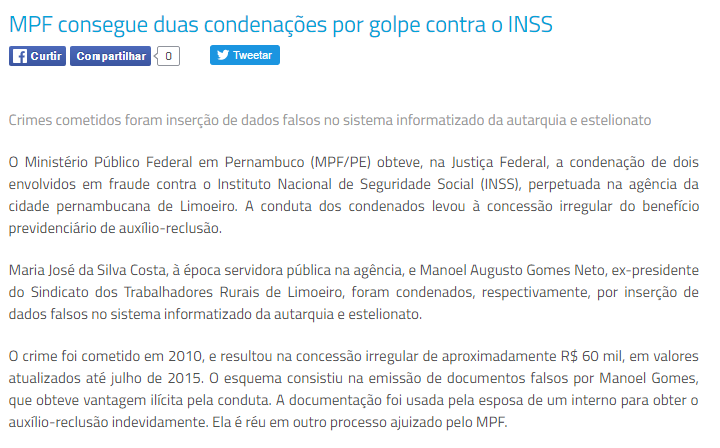 MPF consegue duas condenações por golpe contra o INSS
Curtir Compartilhar 0 Tweetar
Crimes cometidos foram inserção de dados falsos no sistema informatizado da autarquia e estelionato
O Ministério Público Federal em Pernambuco (MPF/PE) obteve, na Justiça Federal, a condenação de dois
envolvidos em fraude contra o Instituto Nacional de Seguridade Social (INSS), perpetuada na agência da
cidade pernambucana de Limoeiro. A conduta dos condenados levou à concessão irregular do benefício
previdenciário de auxílio-reclusão.
Maria José da Silva Costa, à época servidora pública na agência, e Manoel Augusto Gomes Neto, ex-presidente
do Sindicato dos Trabalhadores Rurais de Limoeiro, foram condenados, respectivamente, por inserção de
dados falsos no sistema informatizado da autarquia e estelionato.
O crime foi cometido em 2010, e resultou na concessão irregular de aproximadamente R$ 60 mil, em valores
atualizados até julho de 2015. O esquema consistiu na emissão de documentos falsos por Manoel Gomes,
que obteve vantagem ilícita pela conduta. A documentação foi usada pela esposa de um interno para obter o
auxílio-reclusão indevidamente. Ela é réu em outro processo ajuizado pelo MPF.